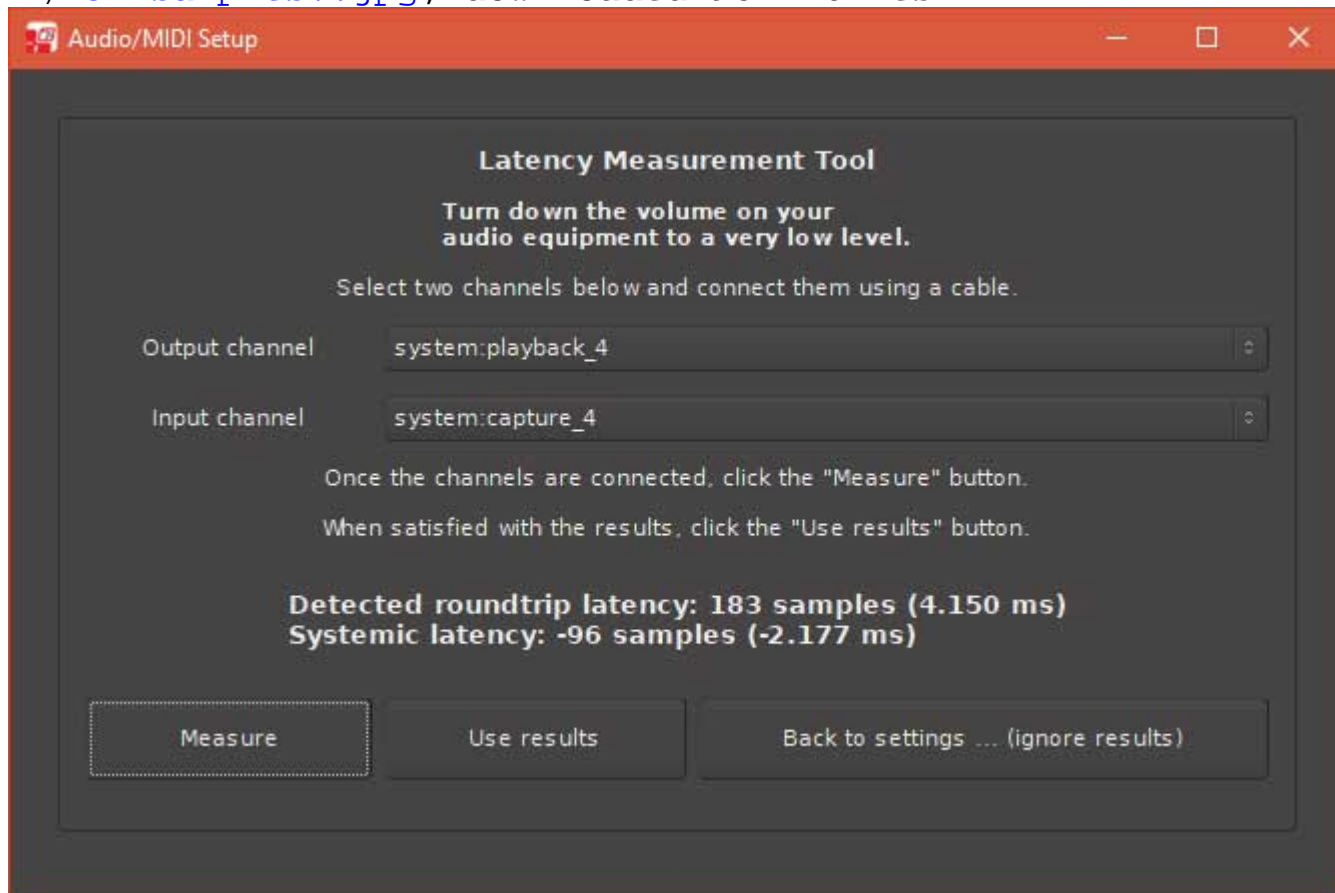 Audio/MIDI Setup
Latency Measurement Tool
Turn down the volume on your
audio equipment to a very low level.
Select two channels below and connect them using a cable.
Output channel
system:playback_4
Input channel
system:capture_4
Once the channels are connected, click the "Measure" button.
When satisfied with the results, click the "Use results" button.
Detected roundtrip latency: 183 samples (4.150 ms)
Systemic latency: -96 samples (-2.177 ms)
Measure
Use results
Back to settings ... (ignore results)